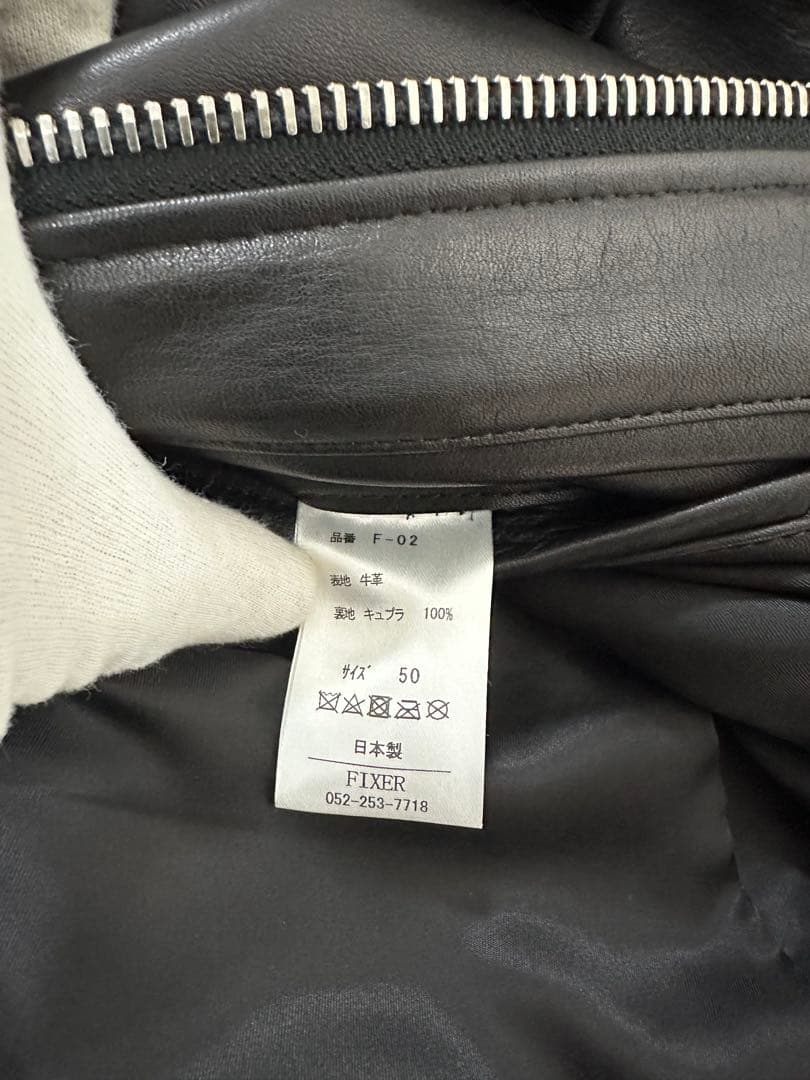 品番 F-02
表地 牛革
裏地 キュプラ 100%
サイズ 50
日本製
FIXER
052-253-7718